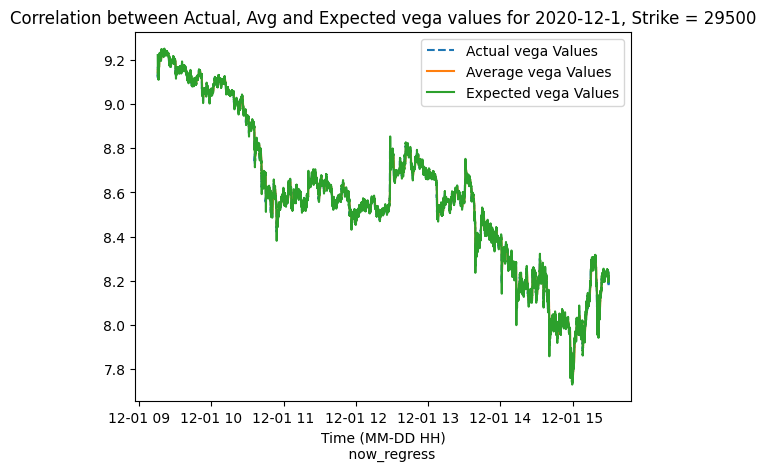 Correlation between Actual, Avg and Expected vega values for 2020-12-1, Strike = 29500
Actual vega Values
Average vega Values
Expected vega Values
9.2
9.0
8.8
8.6
8.4
8.2
8.0
7.8
12-01 09 12-01 10 12-01 11 12-01 12 12-01 13 12-01 14 12-01 15
Time (MM-DD HH)
now_regress